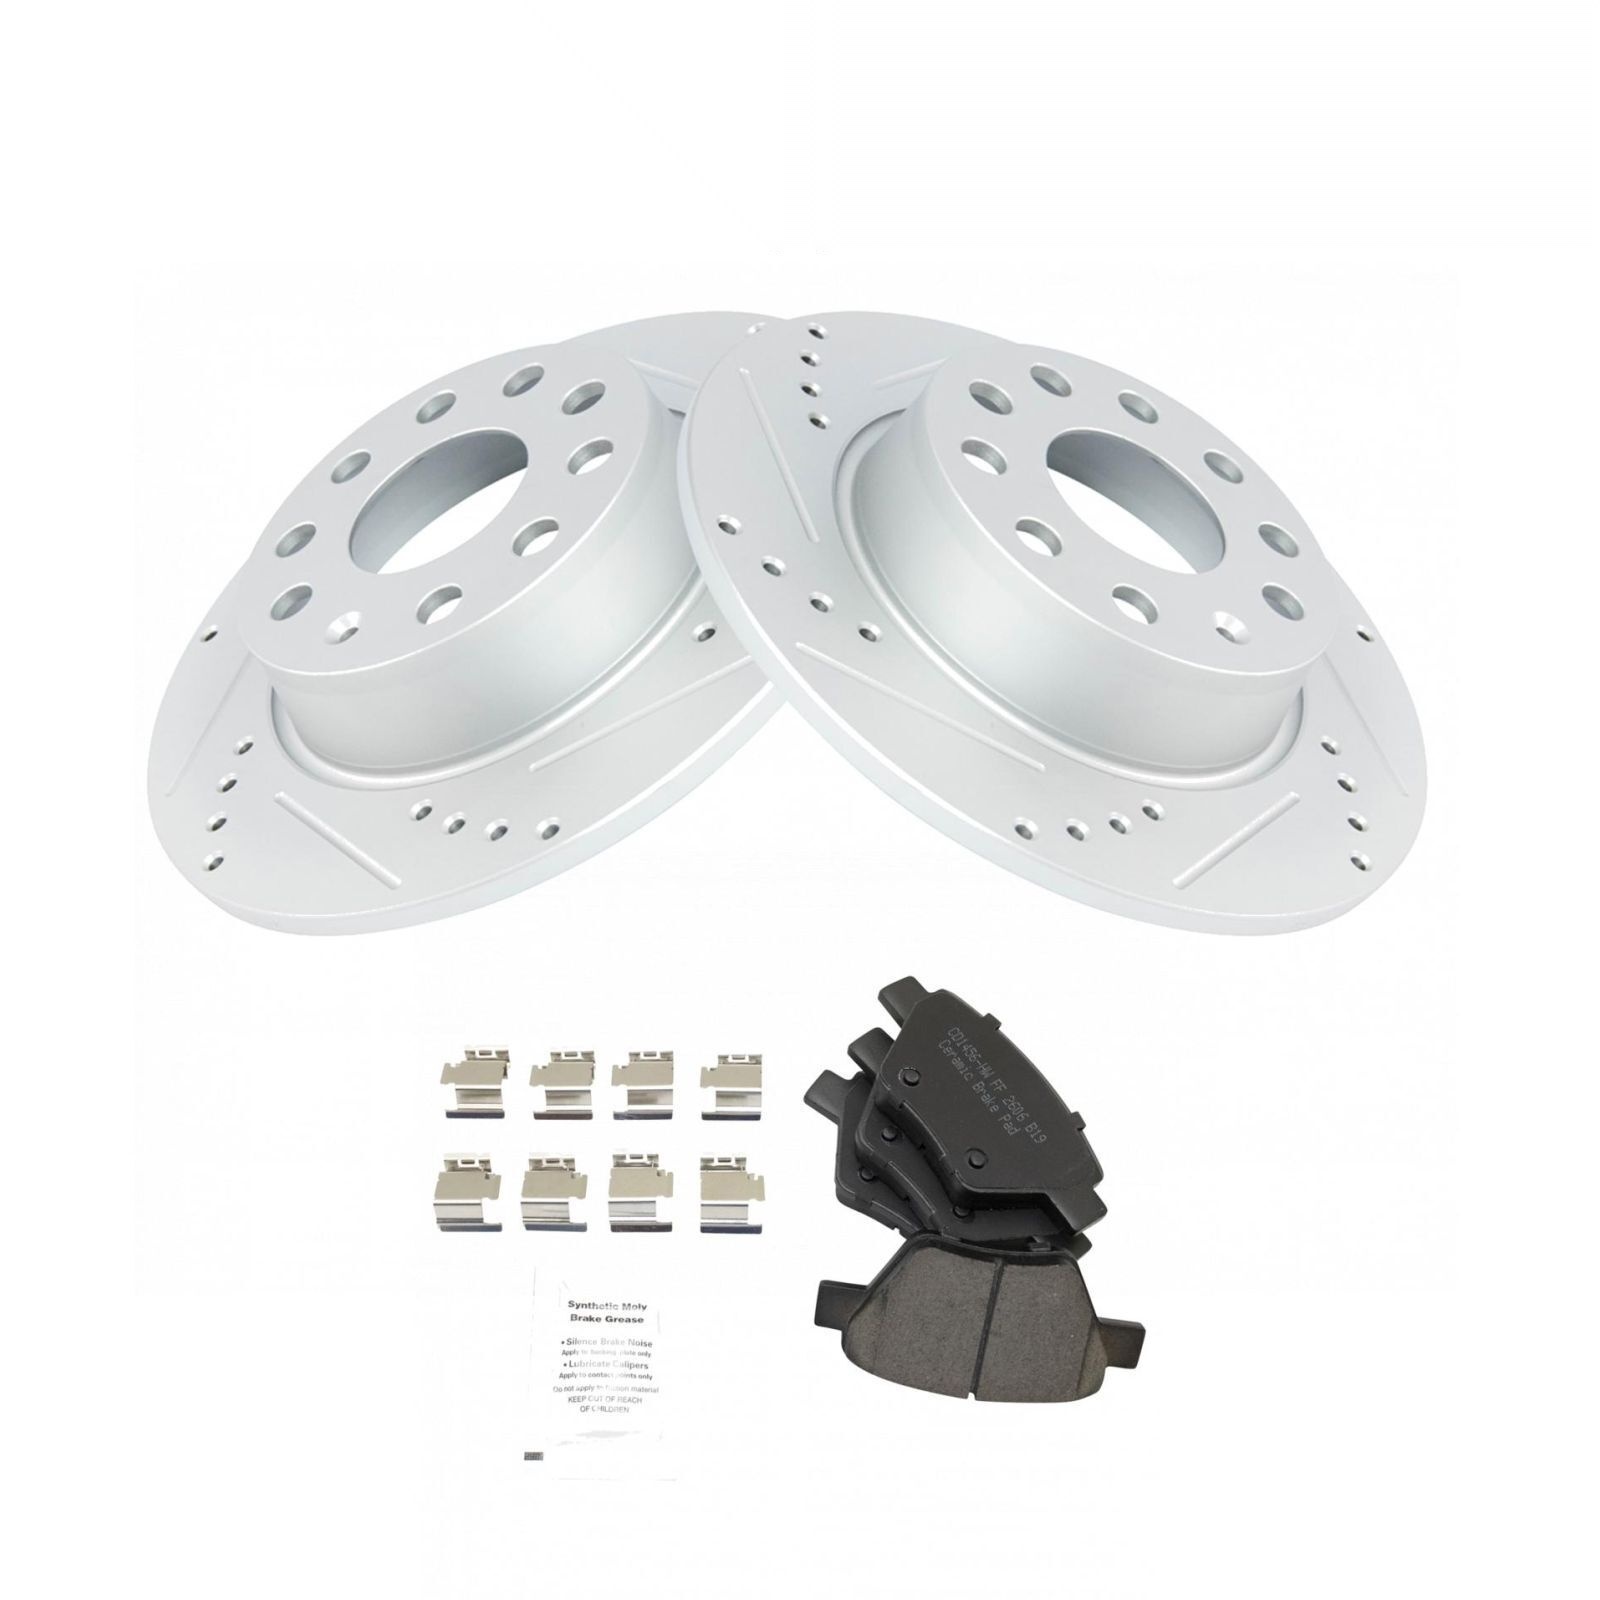 CD1456-HW FF 2606 B19
Ceramic Brake Pad
Synthetic Moly
Brake Grease
• Silence Brake Noise
Apply to backing plate only
• Lubricate Calipers
Apply to contact points only
Do not apply to friction material
KEEP OUT OF REACH
OF CHILDREN